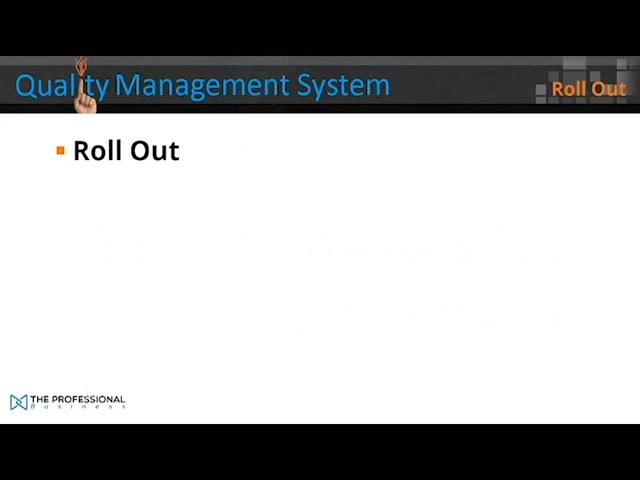 Quality Management System
Roll Out
Roll Out
THE PROFESSIONAL
Business